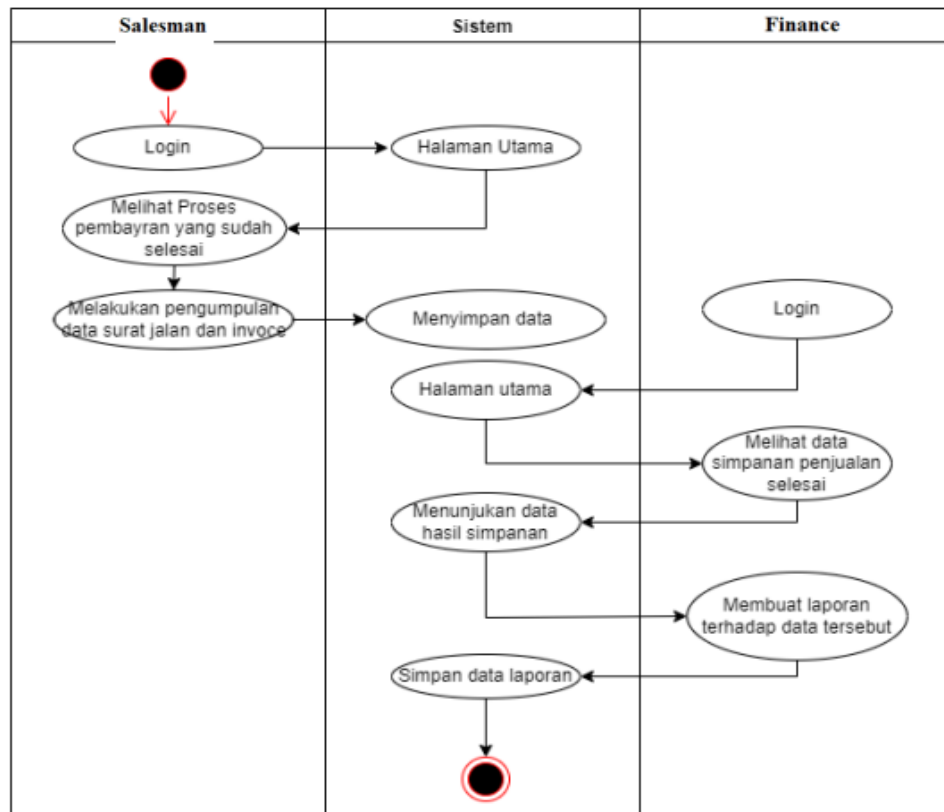 Salesman
Sistem
Finance
Login
Halaman Utama
Melihat Proses
pembayran yang sudah
selesai
Melakukan pengumpulan
data surat jalan dan invoce
Menyimpan data
Login
Halaman utama
Melihat data
simpanan penjualan
selesai
Menunjukan data
hasil simpanan
Membuat laporan
terhadap data tersebut
Simpan data laporan